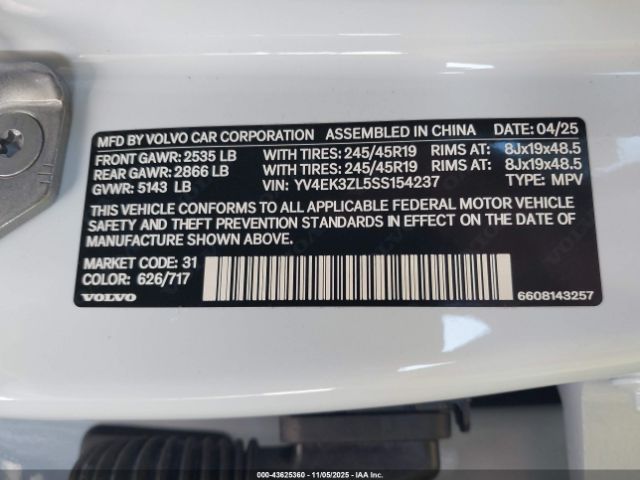 MFD BY VOLVO CAR CORPORATION ASSEMBLED IN CHINA DATE: 04/25
FRONT GAWR: 2535 LB WITH TIRES: 245/45R19 RIMS AT: 8Jx19x48.5
REAR GAWR: 2866 LB WITH TIRES: 245/45R19 RIMS AT: 8Jx19x48.5
GVWR: 5143 LB VIN: YV4EK3ZL5SS154237 TYPE: MPV
THIS VEHICLE CONFORMS TO ALL APPLICABLE FEDERAL MOTOR VEHICLE
SAFETY AND THEFT PREVENTION STANDARDS IN EFFECT ON THE DATE OF
MANUFACTURE SHOWN ABOVE.
MARKET CODE: 31
COLOR: 626/717
VOLVO 6608143257
000-43625360 - 11/05/2025 - IAA Inc.